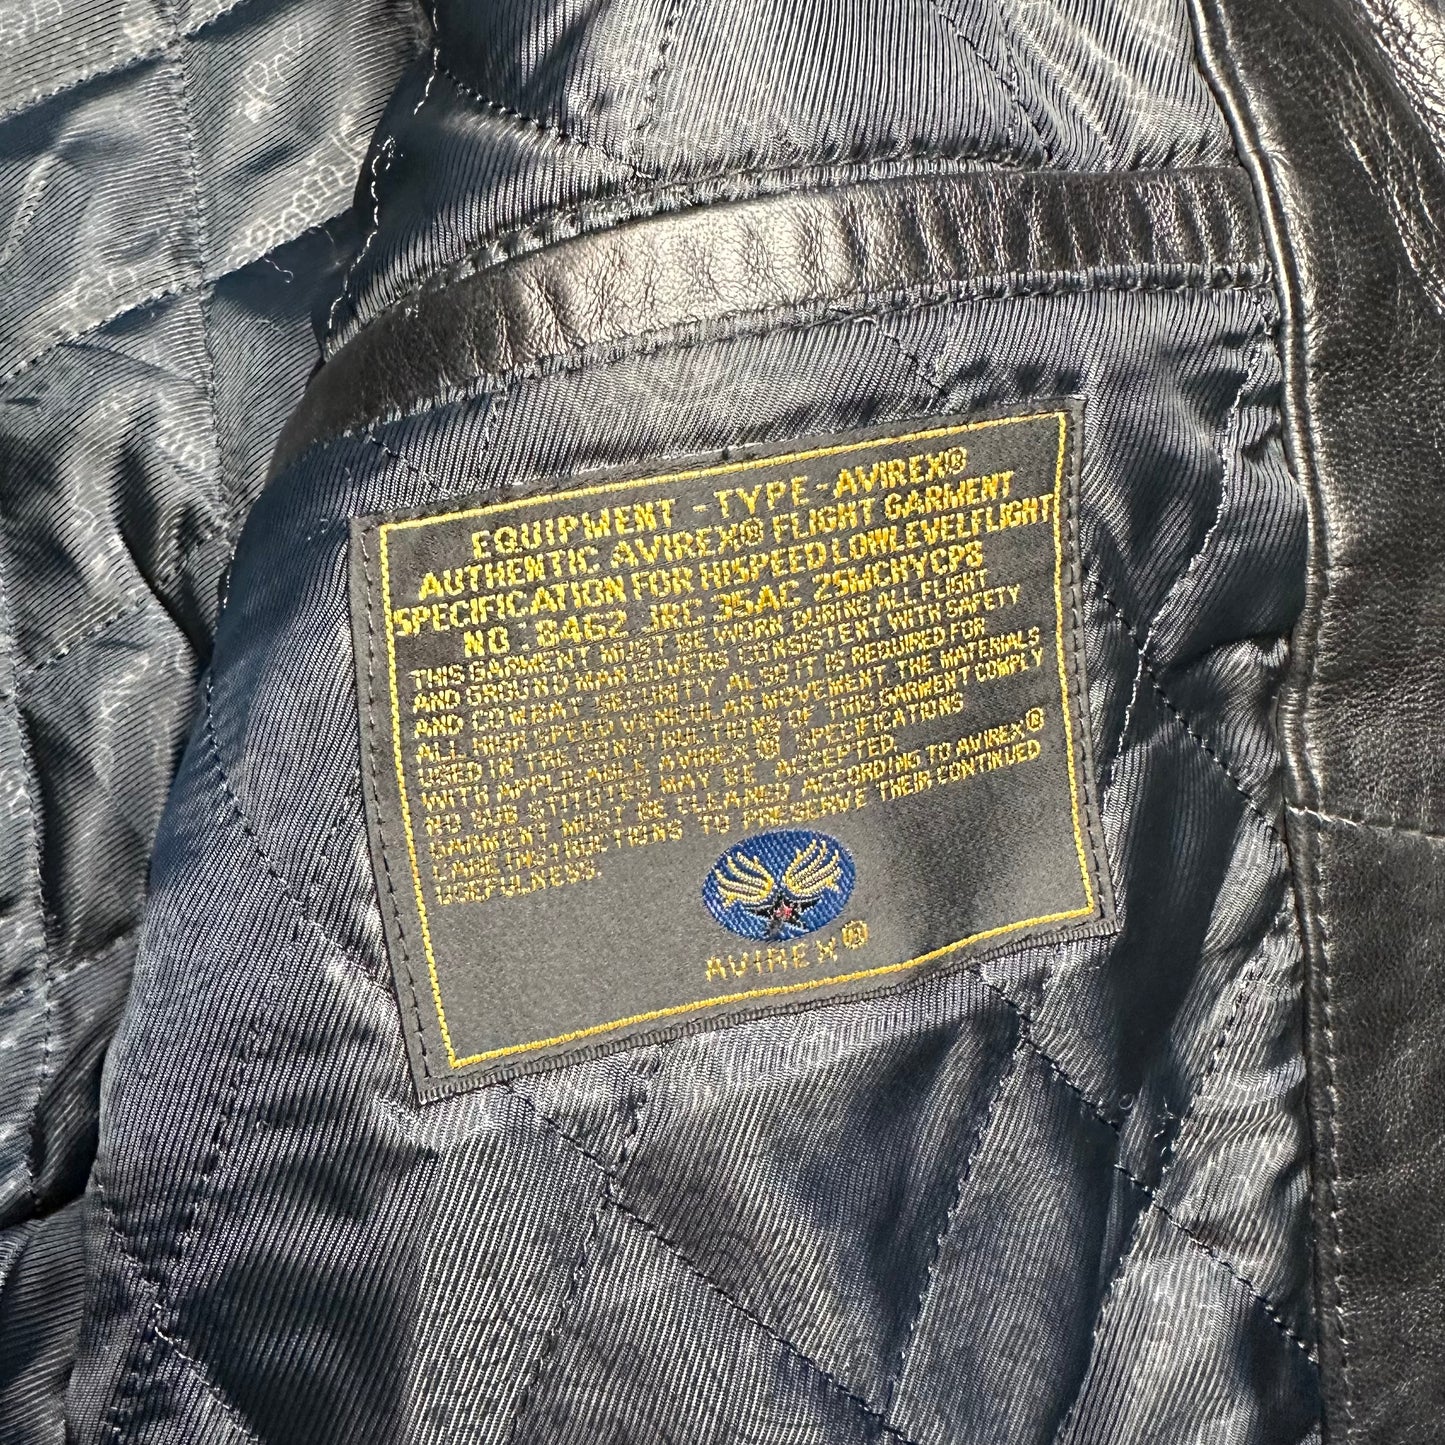 EQUIPMENT - TYPE - AVIREX®
AUTHENTIC AVIREX® FLIGHT GARMENT
SPECIFICATION FOR HISPEED LOWLEVELFLIGHT
NO : 8462 JRC 35AC 25MCHYCPS
THIS GARMENT MUST BE WORN DURING ALL FLIGHT
AND GROUND MANEUVERS CONSISTENT WITH SAFETY
AND COMBAT SECURITY. ALSO IT IS REQUIRED FOR
ALL HIGH SPEED VEHICULAR MOVEMENT. THE MATERIALS
USED IN THE CONSTRUCTIONS OF THIS GARMENT COMPLY
WITH APPLICABLE AVIREX® SPECIFICATIONS
NO SUBSTITUTES MAY BE ACCEPTED.
GARMENT MUST BE CLEANED ACCORDING TO AVIREX®
CARE INSTRUCTIONS TO PRESERVE THEIR CONTINUED
USEFULNESS.
AVIREX®